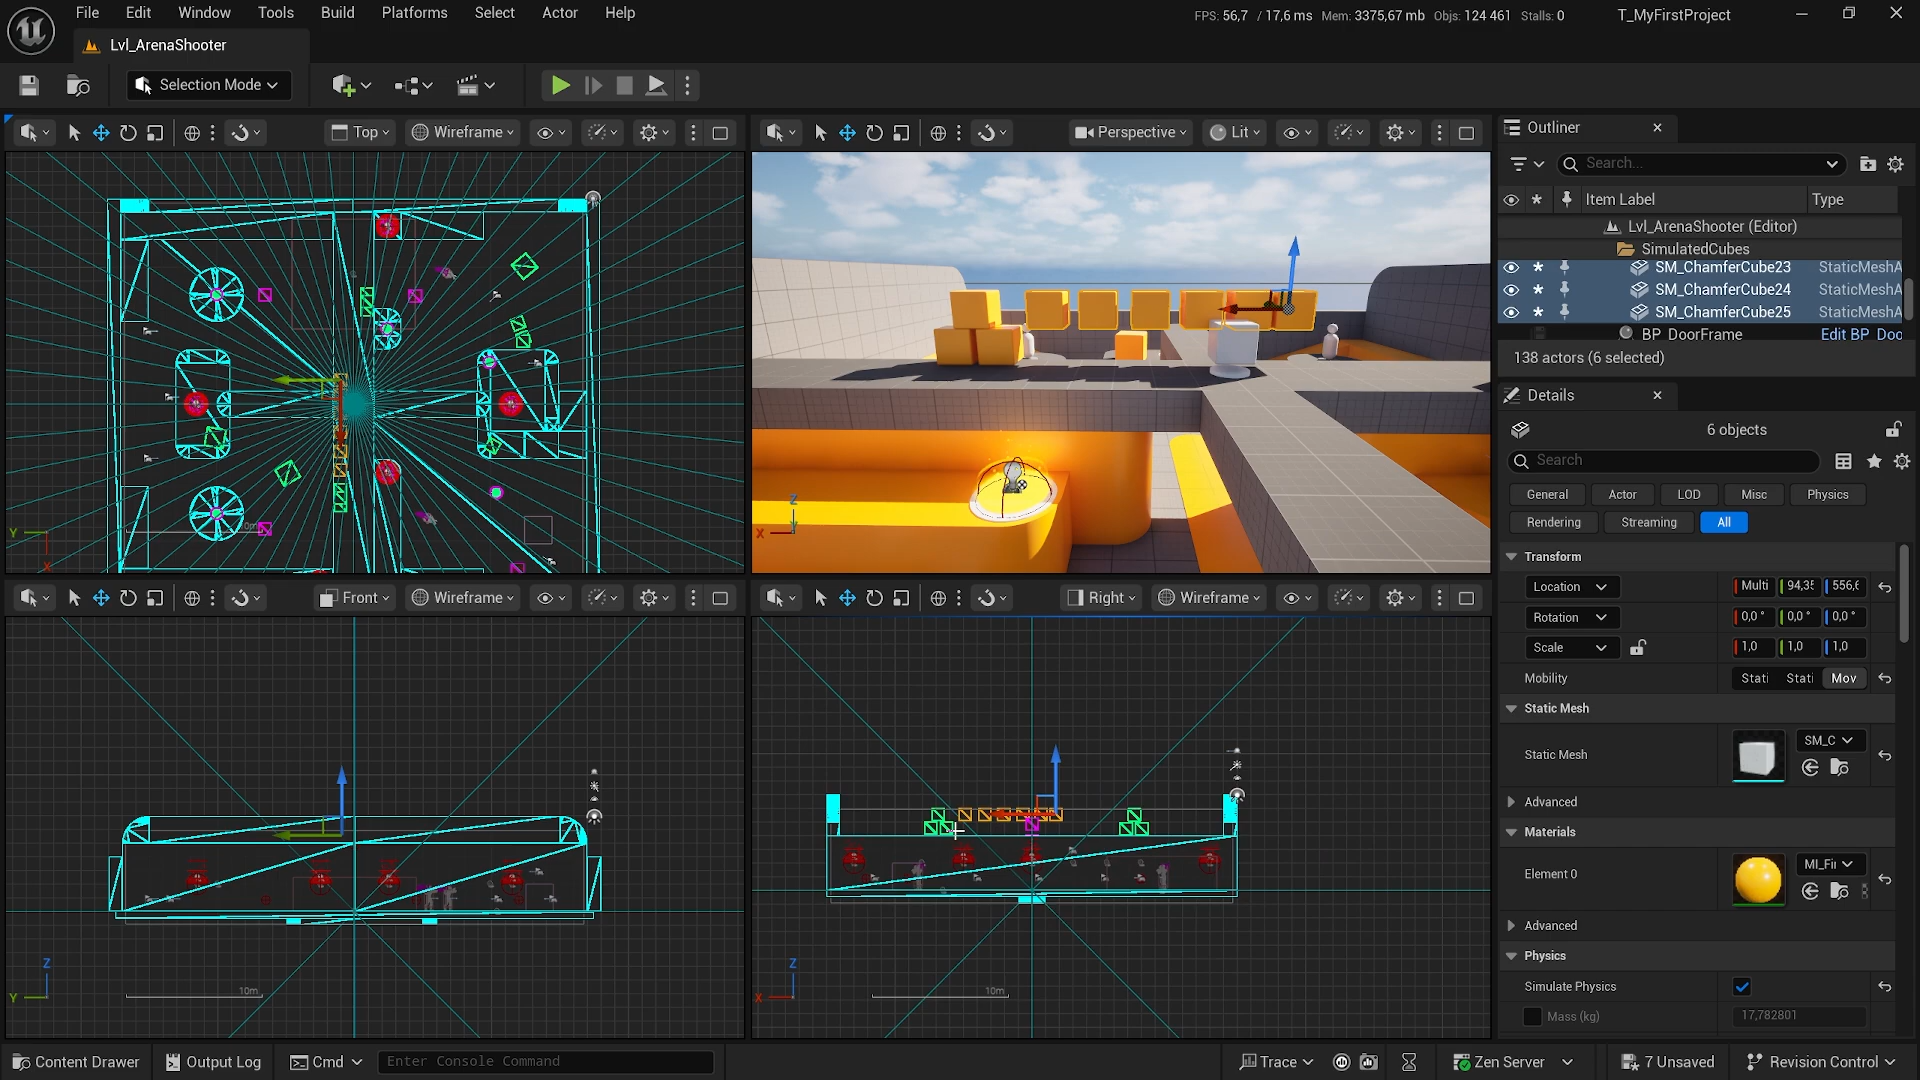 File Edit Window Tools Build Platforms Select Actor Help
FPS: 56,7 / 17,6 ms Mem: 3375,67 mb Objs: 124 461 Stalls: 0
T_MyFirstProject
Lvl_ArenaShooter
Selection Mode
Top Wireframe
Perspective Lit
Outliner
Search...
Item Label Type
Lvl_ArenaShooter (Editor)
SimulatedCubes
SM_ChamferCube23 StaticMeshA
SM_ChamferCube24 StaticMeshA
SM_ChamferCube25 StaticMeshA
BP_DoorFrame Edit BP_Doo
138 actors (6 selected)
Details
6 objects
Search
General Actor LOD Misc Physics
Rendering Streaming All
Transform
Location Multi 94,35 556,6
Rotation 0,0 ° 0,0 ° 0,0 °
Scale 1,0 1,0 1,0
Mobility Stati Stati Mov
Static Mesh
Static Mesh SM_C
Advanced
Materials
Element 0 MI_Fir
Advanced
Physics
Simulate Physics
Mass (kg) 17,782801
Y X
Z X
Front Wireframe
Right Wireframe
Z Y 10m
Z X 10m
Content Drawer Output Log Cmd Enter Console Command
Trace Zen Server 7 Unsaved Revision Control